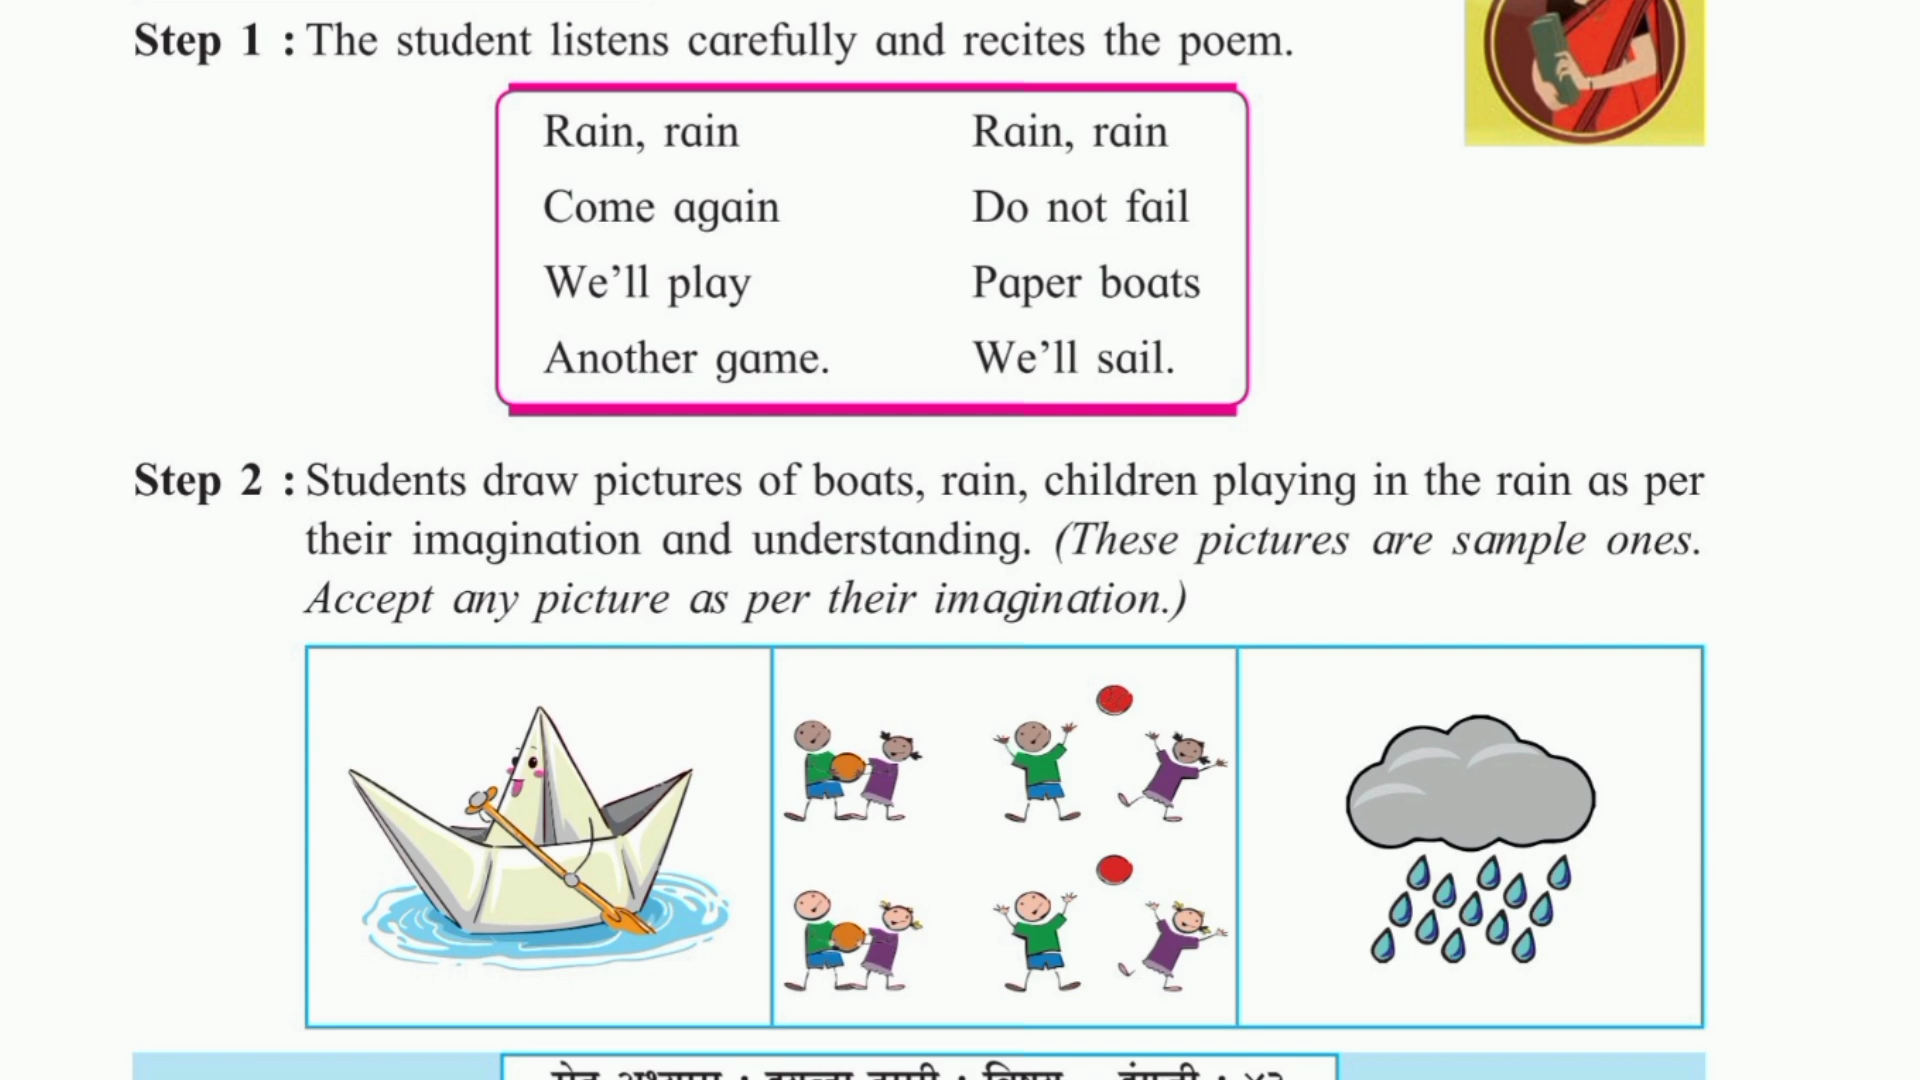 Step 1 : The student listens carefully and recites the poem.
Rain, rain
Come again
We'll play
Another game.
Rain, rain
Do not fail
Paper boats
We'll sail.
Step 2 : Students draw pictures of boats, rain, children playing in the rain as per
their imagination and understanding. (These pictures are sample ones.
Accept any picture as per their imagination.)